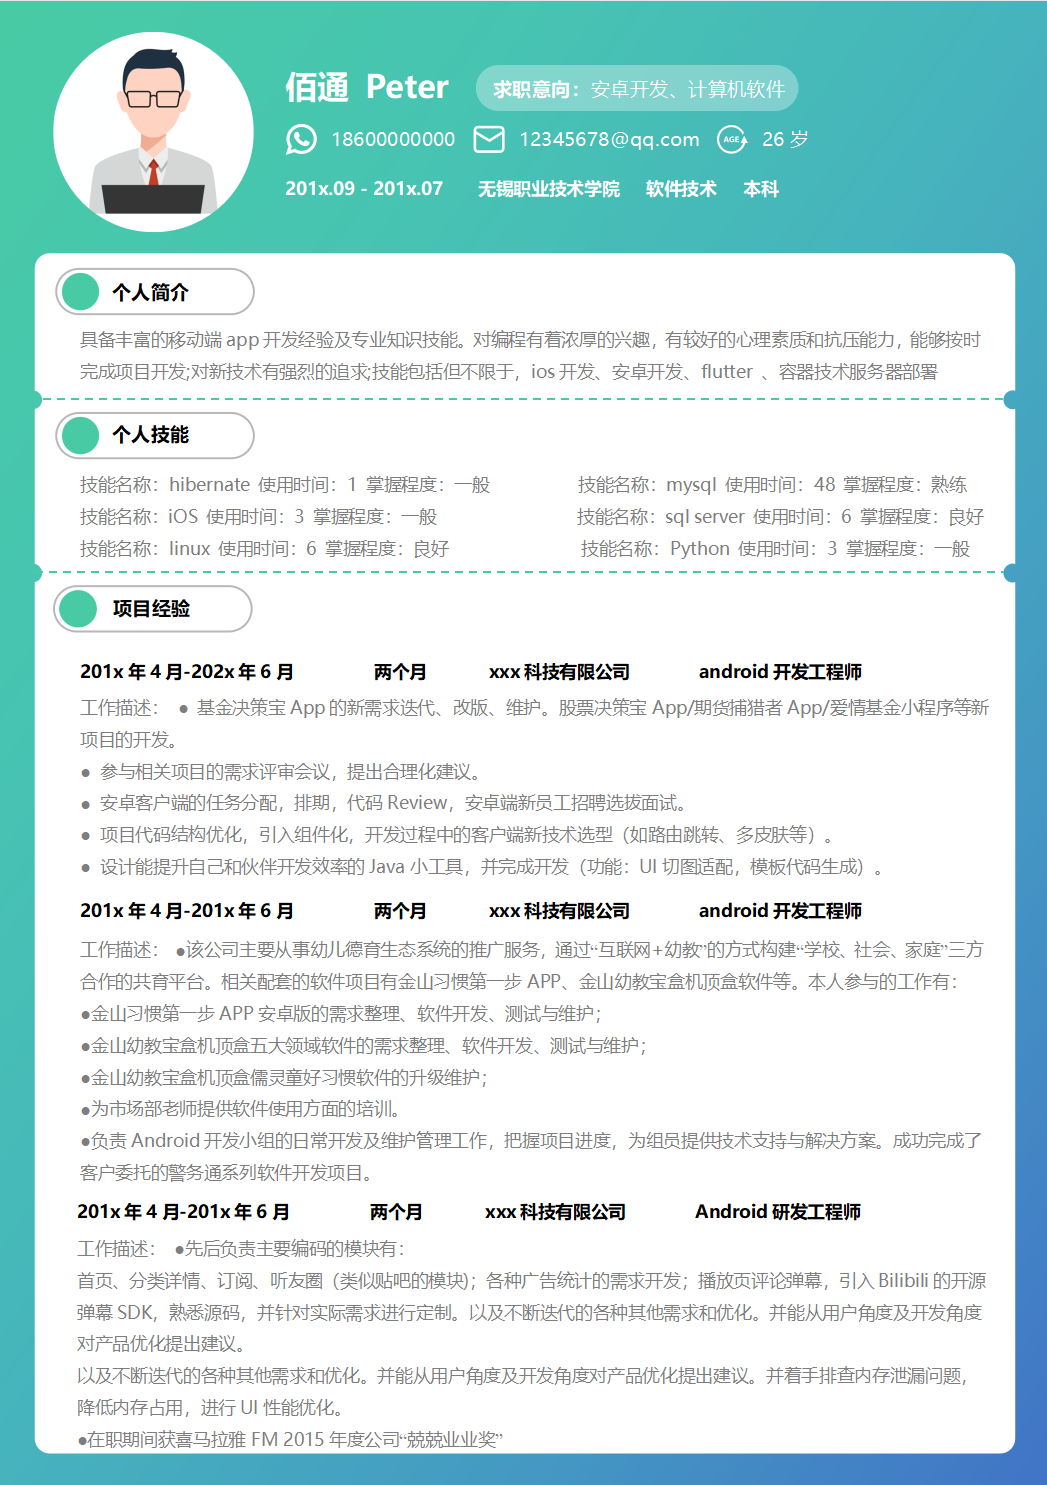 佰通 Peter
求职意向：安卓开发、计算机软件
18600000000 12345678@qq.com AGE 26 岁
201x.09 - 201x.07 无锡职业技术学院 软件技术 本科
个人简介
具备丰富的移动端 app 开发经验及专业知识技能。对编程有着浓厚的兴趣，有较好的心理素质和抗压能力，能够按时
完成项目开发;对新技术有强烈的追求;技能包括但不限于，ios 开发、安卓开发、flutter 、容器技术服务器部署
个人技能
技能名称：hibernate 使用时间：1 掌握程度：一般 技能名称：mysql 使用时间：48 掌握程度：熟练
技能名称：iOS 使用时间：3 掌握程度：一般 技能名称：sql server 使用时间：6 掌握程度：良好
技能名称：linux 使用时间：6 掌握程度：良好 技能名称：Python 使用时间：3 掌握程度：一般
项目经验
201x 年 4 月-202x 年 6 月 两个月 xxx 科技有限公司 android 开发工程师
工作描述： ● 基金决策宝 App 的新需求迭代、改版、维护。股票决策宝 App/期货捕猎者 App/爱情基金小程序等新
项目的开发。
● 参与相关项目的需求评审会议，提出合理化建议。
● 安卓客户端的任务分配，排期，代码 Review，安卓端新员工招聘选拔面试。
● 项目代码结构优化，引入组件化，开发过程中的客户端新技术选型（如路由跳转、多皮肤等）。
● 设计能提升自己和伙伴开发效率的 Java 小工具，并完成开发（功能：UI 切图适配，模板代码生成）。
201x 年 4 月-201x 年 6 月 两个月 xxx 科技有限公司 android 开发工程师
工作描述： ●该公司主要从事幼儿德育生态系统的推广服务，通过“互联网+幼教”的方式构建“学校、社会、家庭”三方
合作的共育平台。相关配套的软件项目有金山习惯第一步 APP、金山幼教宝盒机顶盒软件等。本人参与的工作有：
●金山习惯第一步 APP 安卓版的需求整理、软件开发、测试与维护；
●金山幼教宝盒机顶盒五大领域软件的需求整理、软件开发、测试与维护；
●金山幼教宝盒机顶盒儒灵童好习惯软件的升级维护；
●为市场部老师提供软件使用方面的培训。
●负责 Android 开发小组的日常开发及维护管理工作，把握项目进度，为组员提供技术支持与解决方案。成功完成了
客户委托的警务通系列软件开发项目。
201x 年 4 月-201x 年 6 月 两个月 xxx 科技有限公司 Android 研发工程师
工作描述： ●先后负责主要编码的模块有：
首页、分类详情、订阅、听友圈（类似贴吧的模块)；各种广告统计的需求开发；播放页评论弹幕，引入 Bilibili 的开源
弹幕 SDK，熟悉源码，并针对实际需求进行定制。以及不断迭代的各种其他需求和优化。并能从用户角度及开发角度
对产品优化提出建议。
以及不断迭代的各种其他需求和优化。并能从用户角度及开发角度对产品优化提出建议。并着手排查内存泄漏问题，
降低内存占用，进行 UI 性能优化。
●在职期间获喜马拉雅 FM 2015 年度公司“兢兢业业奖”